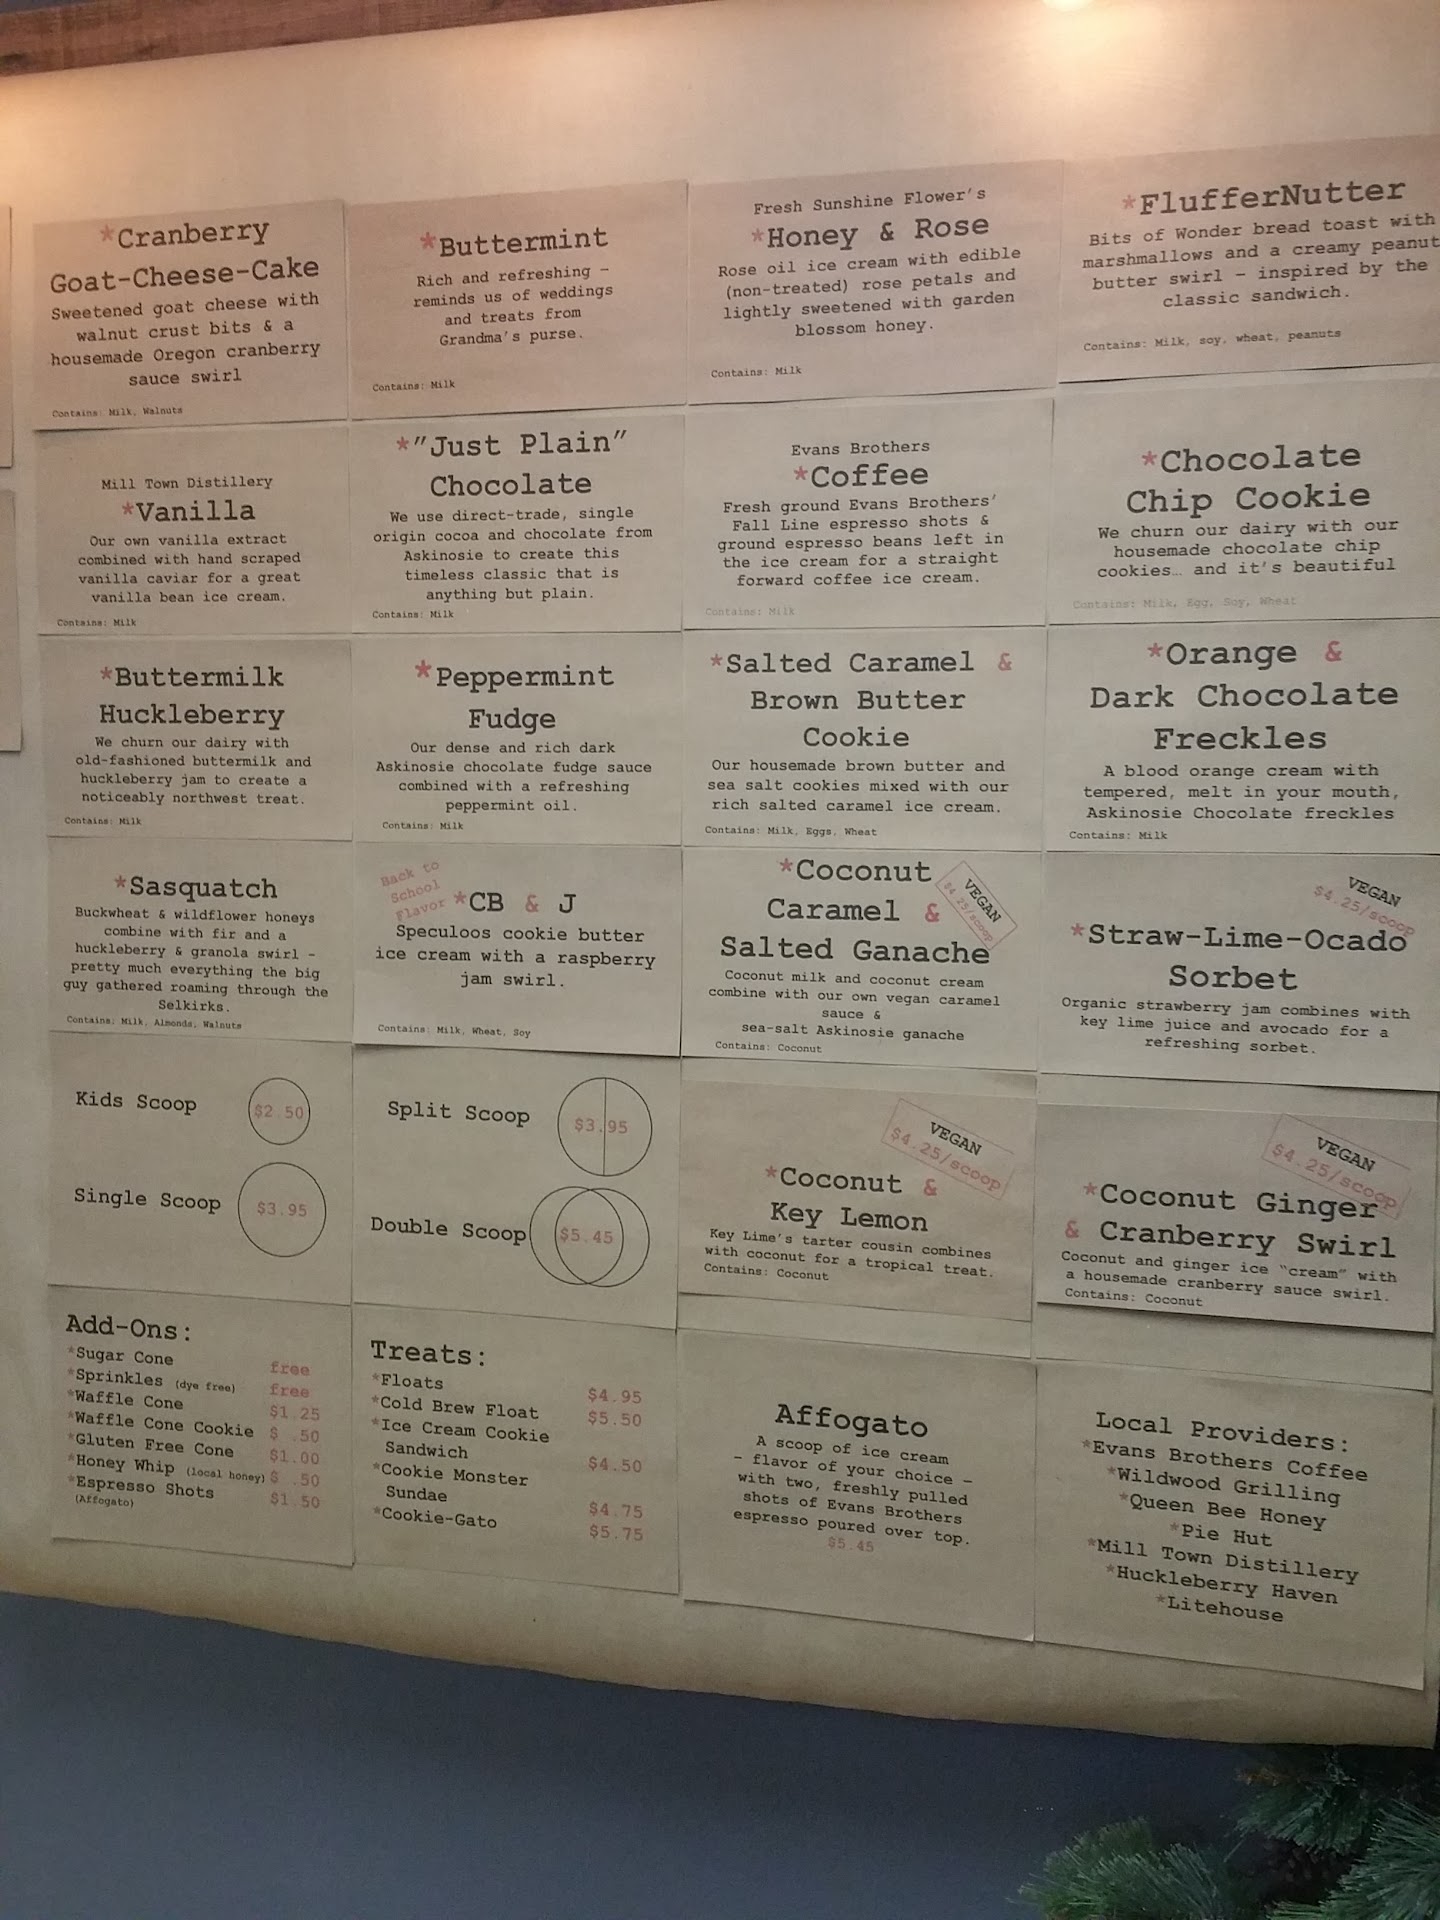 *Cranberry
Goat-Cheese-Cake
Sweetened goat cheese with
walnut crust bits & a
housemade Oregon cranberry
sauce swirl
Contains: Milk, Walnuts
*Buttermint
Rich and refreshing –
reminds us of weddings
and treats from
Grandma's purse.
Contains: Milk
Fresh Sunshine Flower's
*Honey & Rose
Rose oil ice cream with edible
(non-treated) rose petals and
lightly sweetened with garden
blossom honey.
Contains: Milk
*FlufferNutter
Bits of Wonder bread toast with
marshmallows and a creamy peanut
butter swirl – inspired by the
classic sandwich.
Contains: Milk, soy, wheat, peanuts
Mill Town Distillery
*Vanilla
Our own vanilla extract
combined with hand scraped
vanilla caviar for a great
vanilla bean ice cream.
Contains: Milk
*"Just Plain"
Chocolate
We use direct-trade, single
origin cocoa and chocolate from
Askinosie to create this
timeless classic that is
anything but plain.
Contains: Milk
Evans Brothers
*Coffee
Fresh ground Evans Brothers'
Fall Line espresso shots &
ground espresso beans left in
the ice cream for a straight
forward coffee ice cream.
Contains: Milk
*Chocolate
Chip Cookie
We churn our dairy with our
housemade chocolate chip
cookies… and it's beautiful
Contains: Milk, Egg, Soy, Wheat
*Buttermilk
Huckleberry
We churn our dairy with
old-fashioned buttermilk and
huckleberry jam to create a
noticeably northwest treat.
Contains: Milk
*Peppermint
Fudge
Our dense and rich dark
Askinosie chocolate fudge sauce
combined with a refreshing
peppermint oil.
Contains: Milk
*Salted Caramel &
Brown Butter
Cookie
Our housemade brown butter and
sea salt cookies mixed with our
rich salted caramel ice cream.
Contains: Milk, Eggs, Wheat
*Orange &
Dark Chocolate
Freckles
A blood orange cream with
tempered, melt in your mouth,
Askinosie Chocolate freckles
Contains: Milk
*Sasquatch
Buckwheat & wildflower honeys
combine with fir and a
huckleberry & granola swirl –
pretty much everything the big
guy gathered roaming through the
Selkirks.
Contains: Milk, Almonds, Walnuts
Back to
School
Flavor
*CB & J
Speculoos cookie butter
ice cream with a raspberry
jam swirl.
Contains: Milk, Wheat, Soy
*Coconut
Caramel &
Salted Ganache
VEGAN
$4.25/scoop
Coconut milk and coconut cream
combine with our own vegan caramel
sauce &
sea-salt Askinosie ganache
Contains: Coconut
VEGAN
$4.25/scoop
*Straw-Lime-Ocado
Sorbet
Organic strawberry jam combines with
key lime juice and avocado for a
refreshing sorbet.
Kids Scoop $2.50
Single Scoop $3.95
Split Scoop $3.95
Double Scoop $5.45
VEGAN
$4.25/scoop
*Coconut &
Key Lemon
Key Lime's tarter cousin combines
with coconut for a tropical treat.
Contains: Coconut
VEGAN
$4.25/scoop
*Coconut Ginger
& Cranberry Swirl
Coconut and ginger ice "cream" with
a housemade cranberry sauce swirl.
Contains: Coconut
Add-Ons:
*Sugar Cone free
*Sprinkles (dye free) free
*Waffle Cone $1.25
*Waffle Cone Cookie $ .50
*Gluten Free Cone $1.00
*Honey Whip (local honey) $ .50
*Espresso Shots $1.50
(Affogato)
Treats:
*Floats $4.95
*Cold Brew Float $5.50
*Ice Cream Cookie
Sandwich $4.50
*Cookie Monster
Sundae $4.75
*Cookie-Gato $5.75
Affogato
A scoop of ice cream
– flavor of your choice –
with two, freshly pulled
shots of Evans Brothers
espresso poured over top.
$5.45
Local Providers:
*Evans Brothers Coffee
*Wildwood Grilling
*Queen Bee Honey
*Pie Hut
*Mill Town Distillery
*Huckleberry Haven
*Litehouse